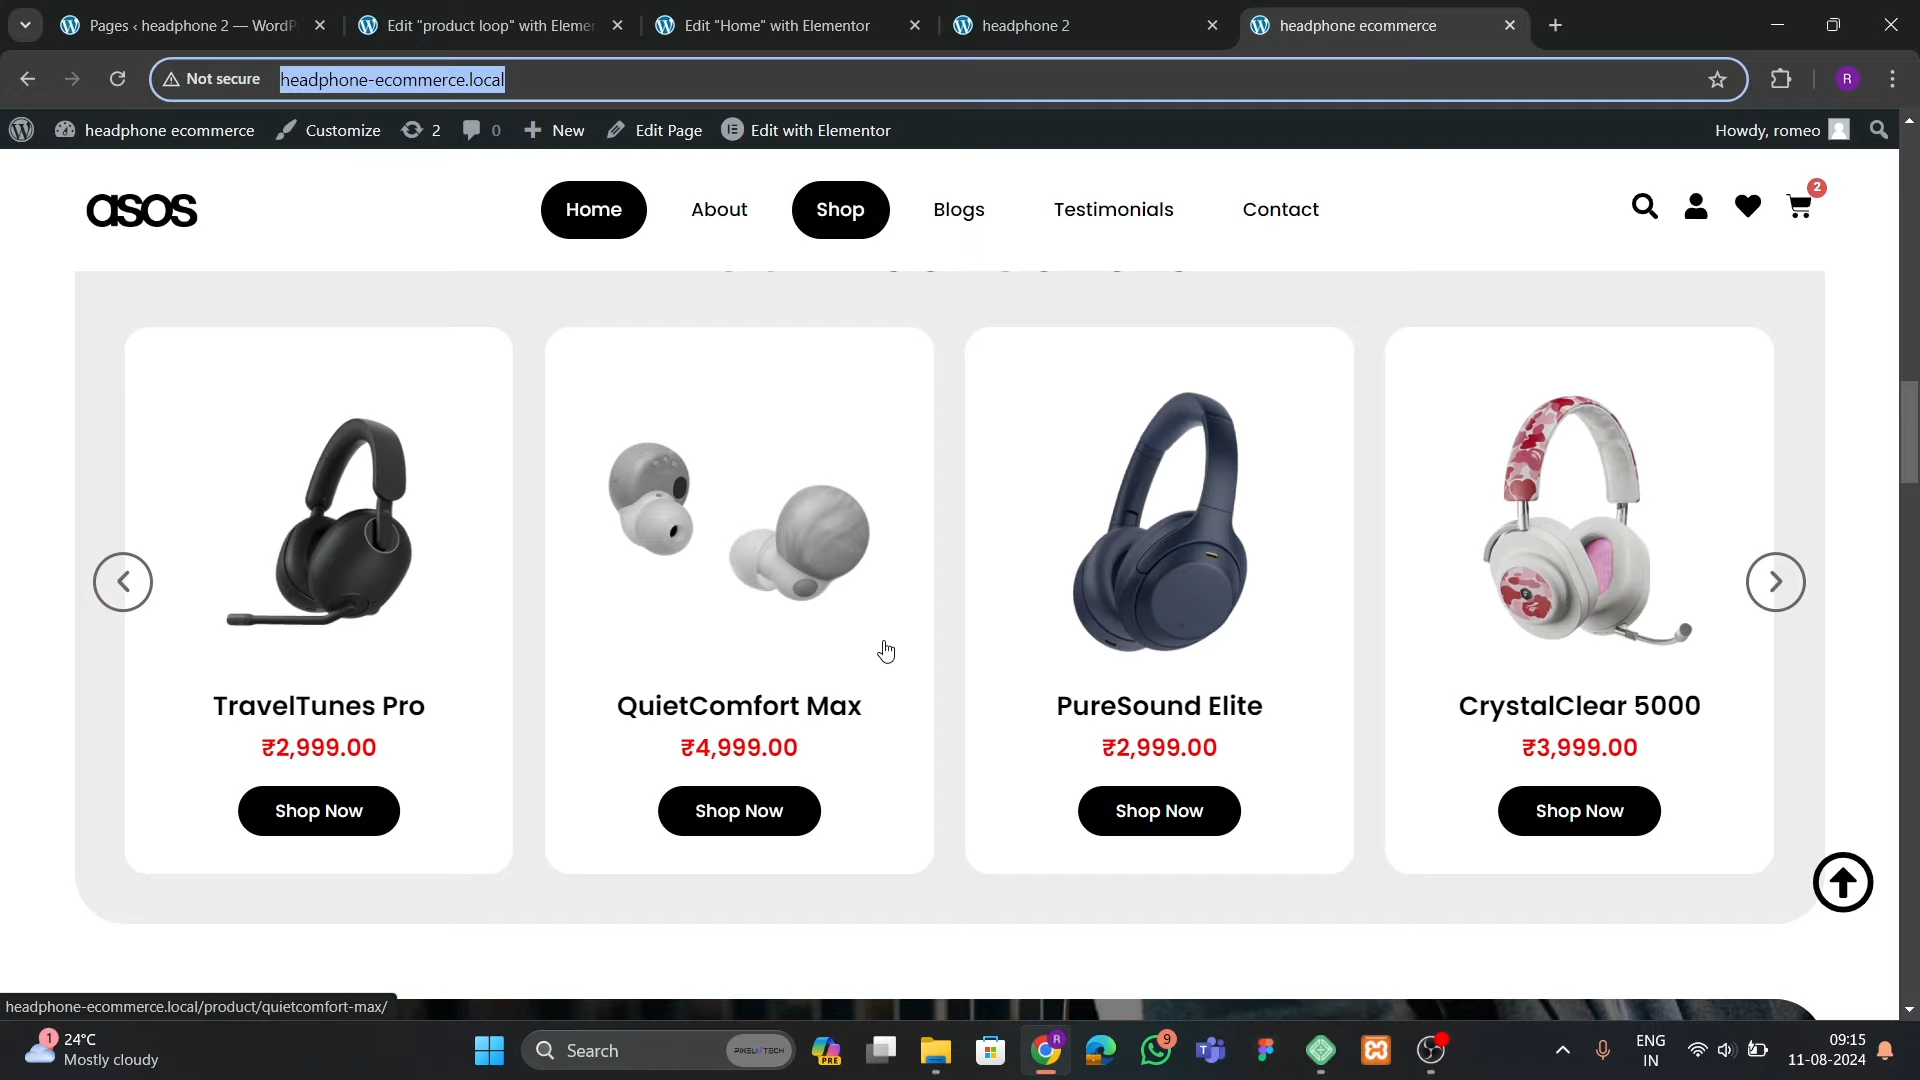 Pages ‹ headphone 2 — WordP
Edit "product loop" with Elemen
Edit "Home" with Elementor
headphone 2
headphone ecommerce
Not secure
headphone-ecommerce.local
R
headphone ecommerce
Customize
2
0
New
Edit Page
Edit with Elementor
Howdy, romeo
asos
Home
About
Shop
Blogs
Testimonials
Contact
2
TravelTunes Pro
QuietComfort Max
PureSound Elite
CrystalClear 5000
₹2,999.00
₹4,999.00
₹2,999.00
₹3,999.00
Shop Now
Shop Now
Shop Now
Shop Now
headphone-ecommerce.local/product/quietcomfort-max/
1
24°C
Mostly cloudy
Search
PRE
R
9
ENG
IN
09:15
11-08-2024